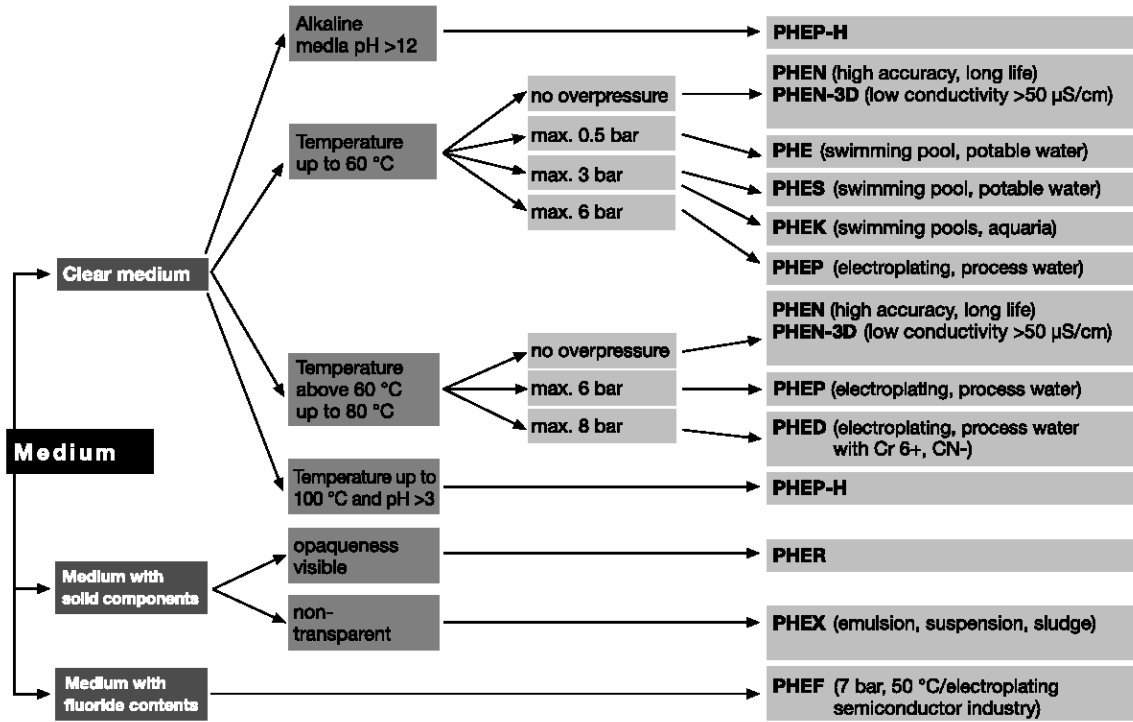 Alkaline
media pH >12
PHEP-H
PHEN (high accuracy, long life)
PHEN-3D (low conductivity >50 µS/cm)
no overpressure
Temperature
up to 60 °C
max. 0.5 bar
PHE (swimming pool, potable water)
max. 3 bar
PHES (swimming pool, potable water)
max. 6 bar
PHEK (swimming pools, aquaria)
Clear medium
PHEP (electroplating, process water)
PHEN (high accuracy, long life)
PHEN-3D (low conductivity >50 µS/cm)
no overpressure
Temperature
above 60 °C
up to 80 °C
max. 6 bar
PHEP (electroplating, process water)
max. 8 bar
PHED (electroplating, process water
with Cr 6+, CN-)
Medium
Temperature up to
100 °C and pH >3
PHEP-H
opaqueness
visible
PHER
Medium with
solid components
non-
transparent
PHEX (emulsion, suspension, sludge)
Medium with
fluoride contents
PHEF (7 bar, 50 °C/electroplating
semiconductor industry)